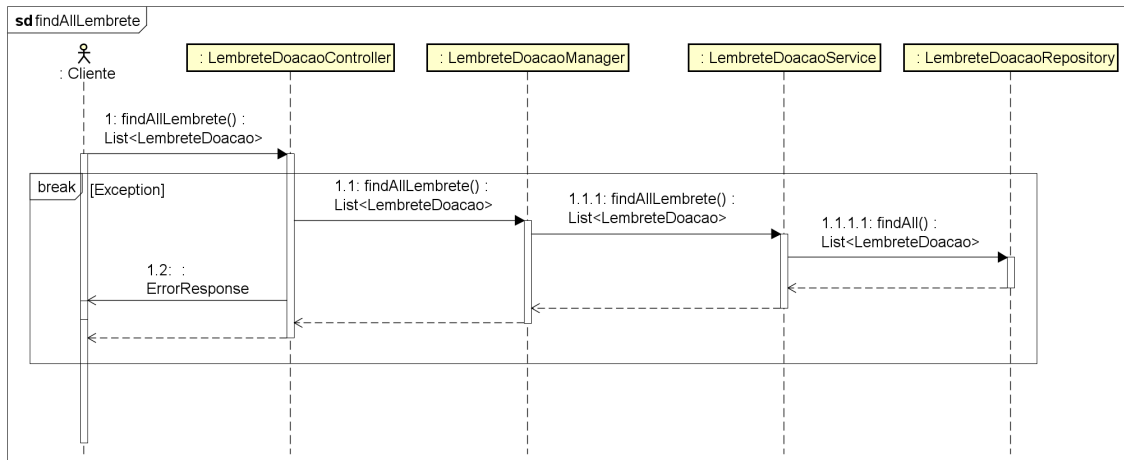 sd findAllLembrete
: Cliente
: LembreteDoacaoController
: LembreteDoacaoManager
: LembreteDoacaoService
: LembreteDoacaoRepository
1: findAllLembrete() :
List<LembreteDoacao>
break
[Exception]
1.1: findAllLembrete() :
List<LembreteDoacao>
1.1.1: findAllLembrete() :
List<LembreteDoacao>
1.1.1.1: findAll() :
List<LembreteDoacao>
1.2: :
ErrorResponse